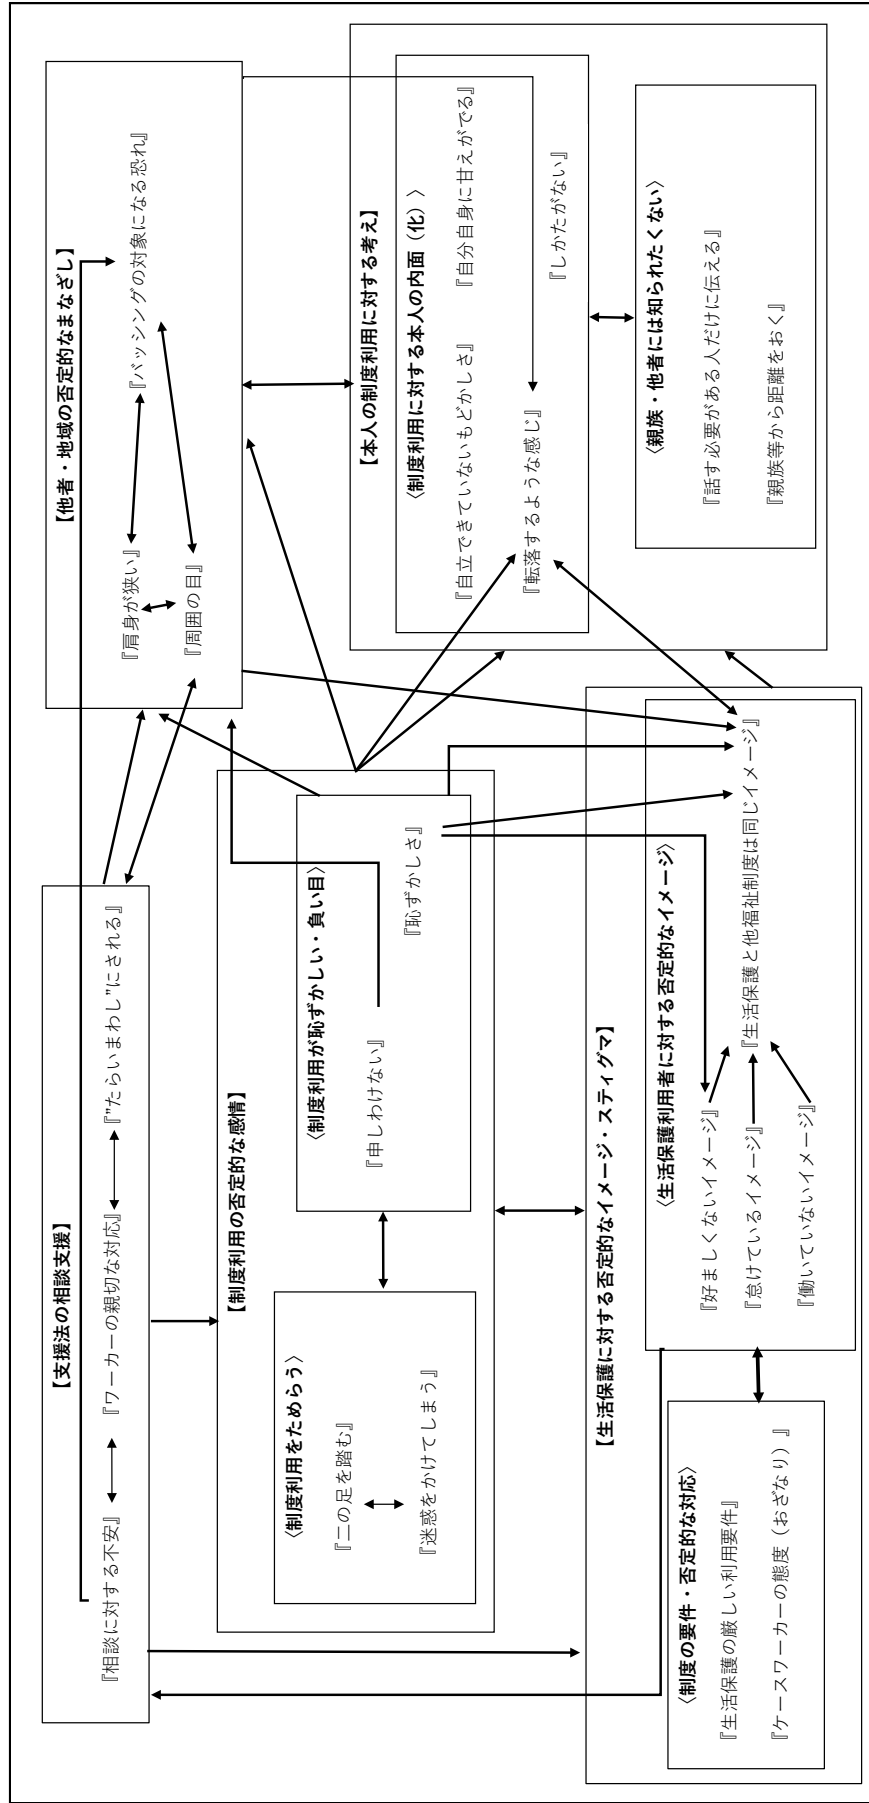 【支援法の相談支援】
『相談に対する不安』
『ワーカーの親切な対応』
『”たらいまわし”にされる』
【他者・地域の否定的なまなざし】
『肩身が狭い』
『バッシングの対象になる恐れ』
『周囲の目』
【制度利用の否定的な感情】
〈制度利用をためらう〉
『二の足を踏む』
『迷惑をかけてしまう』
〈制度利用が恥ずかしい・負い目〉
『申しわけない』
『恥ずかしさ』
【本人の制度利用に対する考え】
〈制度利用に対する本人の内面（化）〉
『自立できていないもどかしさ』
『自分自身に甘えがでる』
『転落するような感じ』
『しかたがない』
〈親族・他者には知られたくない〉
『話す必要がある人だけに伝える』
『親族等から距離をおく』
【生活保護に対する否定的なイメージ・スティグマ】
〈制度の要件・否定的な対応〉
『生活保護の厳しい利用要件』
『ケースワーカーの態度（おざなり）』
〈生活保護利用者に対する否定的なイメージ〉
『好ましくないイメージ』
『怠けているイメージ』
『働いていないイメージ』
『生活保護と他福祉制度は同じイメージ』